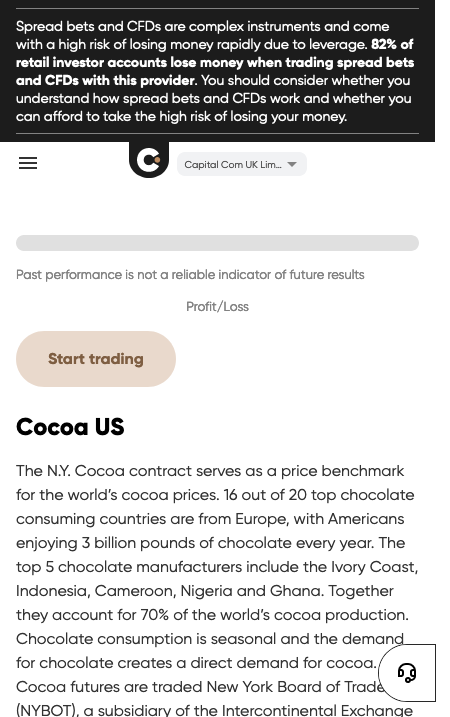 Spread bets and CFDs are complex instruments and come
with a high risk of losing money rapidly due to leverage. 82% of
retail investor accounts lose money when trading spread bets
and CFDs with this provider. You should consider whether you
understand how spread bets and CFDs work and whether you
can afford to take the high risk of losing your money.
Capital Com UK Lim...
Past performance is not a reliable indicator of future results
Profit/Loss
Start trading
Cocoa US
The N.Y. Cocoa contract serves as a price benchmark
for the world’s cocoa prices. 16 out of 20 top chocolate
consuming countries are from Europe, with Americans
enjoying 3 billion pounds of chocolate every year. The
top 5 chocolate manufacturers include the Ivory Coast,
Indonesia, Cameroon, Nigeria and Ghana. Together
they account for 70% of the world’s cocoa production.
Chocolate consumption is seasonal and the demand
for chocolate creates a direct demand for cocoa.
Cocoa futures are traded New York Board of Trade
(NYBOT), a subsidiary of the Intercontinental Exchange